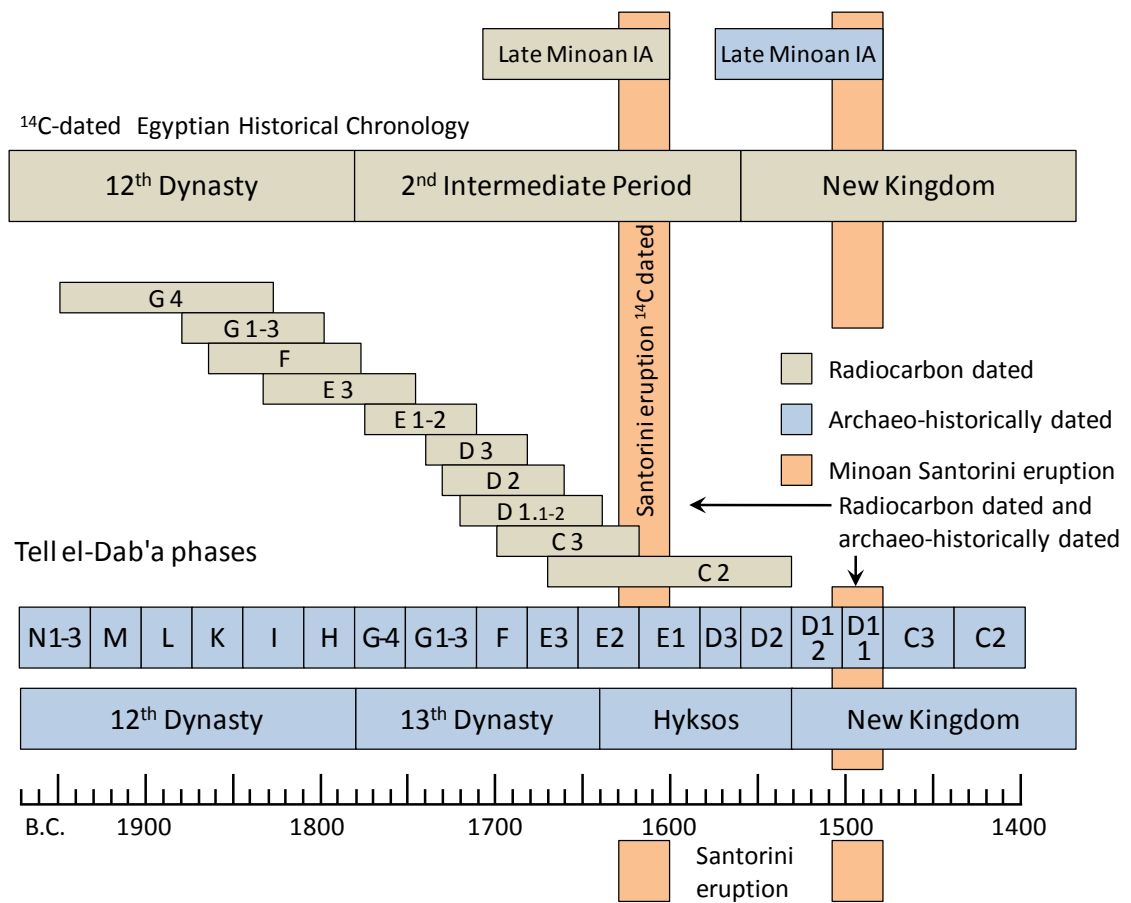 Late Minoan IA
Late Minoan IA
¹⁴C-dated Egyptian Historical Chronology
12th Dynasty
2nd Intermediate Period
New Kingdom
Santorini eruption ¹⁴C dated
G 4
G 1-3
F
E 3
E 1-2
D 3
D 2
D 1.1-2
C 3
C 2
Radiocarbon dated
Archaeo-historically dated
Minoan Santorini eruption
Radiocarbon dated and
archaeo-historically dated
Tell el-Dab'a phases
N1-3 M L K I H G-4 G1-3 F E3 E2 E1 D3 D2 D1 2 D1 1 C3 C2
12th Dynasty
13th Dynasty
Hyksos
New Kingdom
B.C. 1900 1800 1700 1600 1500 1400
Santorini
eruption